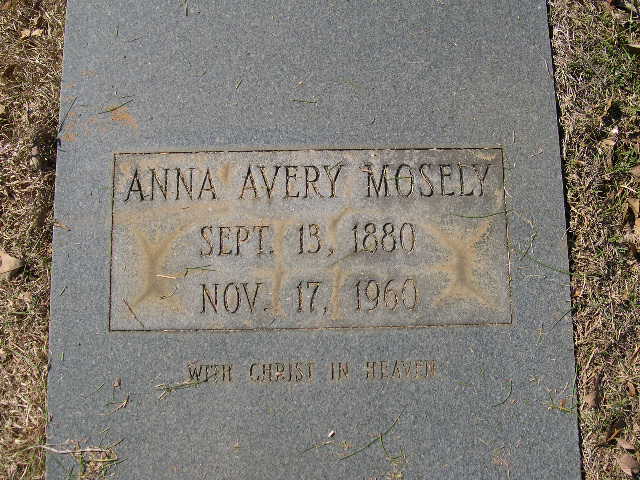 ANNA AVERY MOSELY
SEPT. 13, 1880
NOV. 17, 1960
WITH CHRIST IN HEAVEN